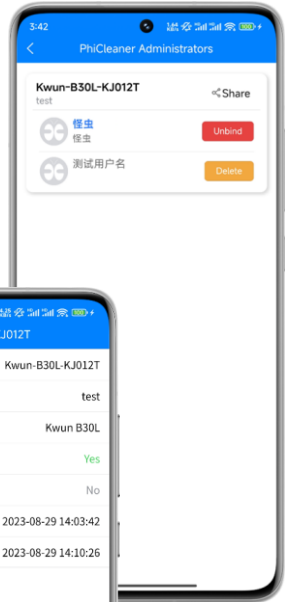 3:42
PhiCleaner Administrators
Kwun-B30L-KJ012T
test
Share
怪虫
怪虫
Unbind
测试用户名
Delete
J012T
Kwun-B30L-KJ012T
test
Kwun B30L
Yes
No
2023-08-29 14:03:42
2023-08-29 14:10:26